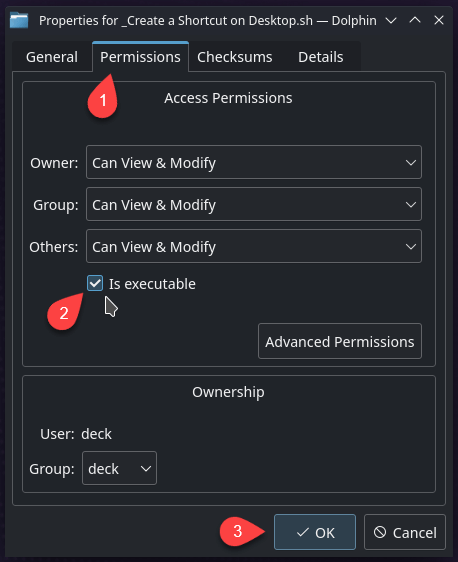 Properties for _Create a Shortcut on Desktop.sh — Dolphin
General Permissions Checksums Details
1
Access Permissions
Owner: Can View & Modify
Group: Can View & Modify
Others: Can View & Modify
Is executable
2
Advanced Permissions
Ownership
User: deck
Group: deck
3 OK Cancel